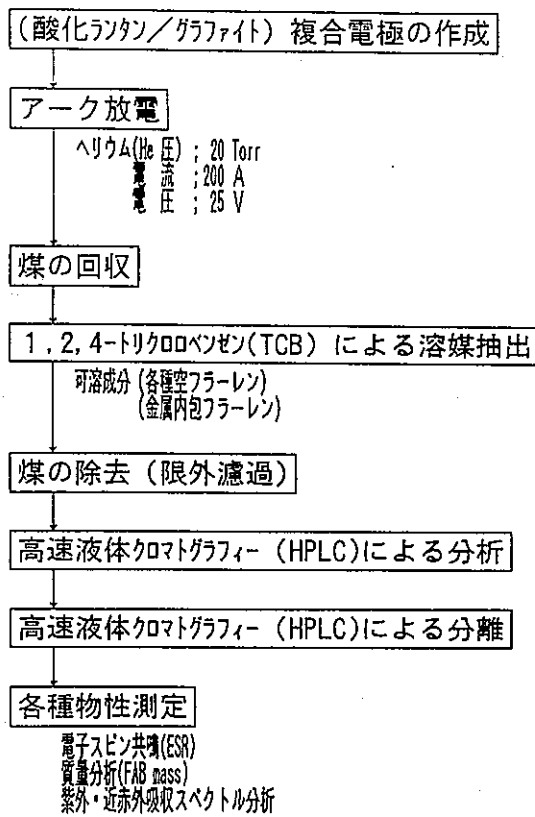 (酸化ランタン／グラファイト) 複合電極の作成
アーク放電
ヘリウム(He 圧) ; 20 Torr
電 流 ; 200 A
電 圧 ; 25 V
煤の回収
1,2,4-トリクロロベンゼン(TCB) による溶媒抽出
可溶成分 (各種空フラーレン)
(金属内包フラーレン)
煤の除去 (限外濾過)
高速液体クロマトグラフィー (HPLC)による分析
高速液体クロマトグラフィー (HPLC)による分離
各種物性測定
電子スピン共鳴(ESR)
質量分析(FAB mass)
紫外・近赤外吸収スペクトル分析